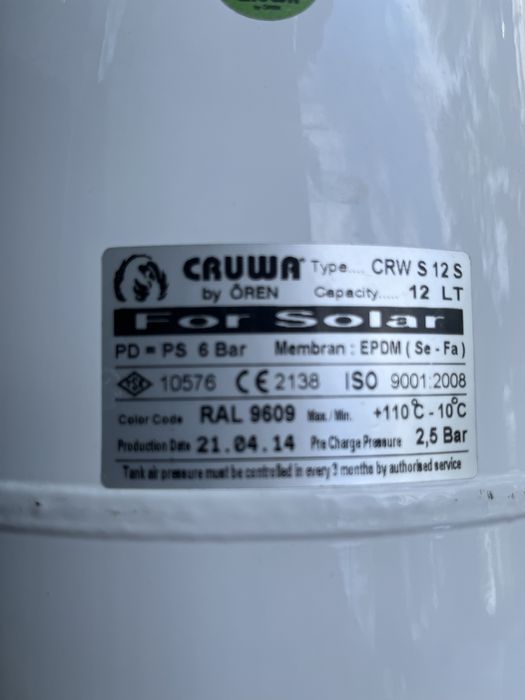 by ÖREN
CRUWA Type.... CRW S 12 S
by ÖREN Capacity..... 12 LT
For Solar
PD = PS 6 Bar Membran : EPDM ( Se - Fa )
TSE 10576 CE 2138 ISO 9001:2008
Color Code RAL 9609 Max. / Min. +110°C - 10°C
Production Date 21.04.14 Pre Charge Pressure 2,5 Bar
Tank air pressure must be controlled in every 3 months by authorised service